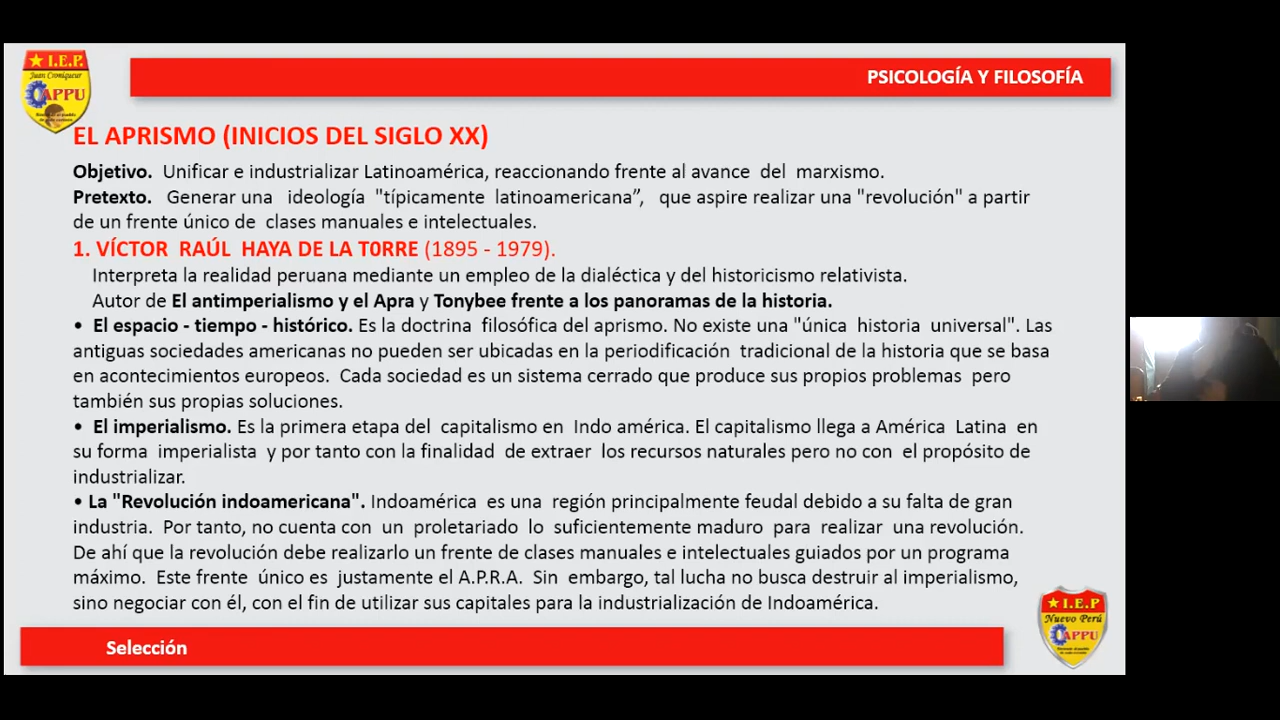 I.E.P.
Juan Croniqueur
CAPPU
PSICOLOGÍA Y FILOSOFÍA
EL APRISMO (INICIOS DEL SIGLO XX)
Objetivo. Unificar e industrializar Latinoamérica, reaccionando frente al avance del marxismo.
Pretexto. Generar una ideología "típicamente latinoamericana”, que aspire realizar una "revolución" a partir
de un frente único de clases manuales e intelectuales.
1. VÍCTOR RAÚL HAYA DE LA T0RRE (1895 - 1979).
Interpreta la realidad peruana mediante un empleo de la dialéctica y del historicismo relativista.
Autor de El antimperialismo y el Apra y Tonybee frente a los panoramas de la historia.
• El espacio - tiempo - histórico. Es la doctrina filosófica del aprismo. No existe una "única historia universal". Las
antiguas sociedades americanas no pueden ser ubicadas en la periodificación tradicional de la historia que se basa
en acontecimientos europeos. Cada sociedad es un sistema cerrado que produce sus propios problemas pero
también sus propias soluciones.
• El imperialismo. Es la primera etapa del capitalismo en Indo américa. El capitalismo llega a América Latina en
su forma imperialista y por tanto con la finalidad de extraer los recursos naturales pero no con el propósito de
industrializar.
• La "Revolución indoamericana". Indoamérica es una región principalmente feudal debido a su falta de gran
industria. Por tanto, no cuenta con un proletariado lo suficientemente maduro para realizar una revolución.
De ahí que la revolución debe realizarlo un frente de clases manuales e intelectuales guiados por un programa
máximo. Este frente único es justamente el A.P.R.A. Sin embargo, tal lucha no busca destruir al imperialismo,
sino negociar con él, con el fin de utilizar sus capitales para la industrialización de Indoamérica.
I.E.P
Nuevo Perú
CAPPU
Selección